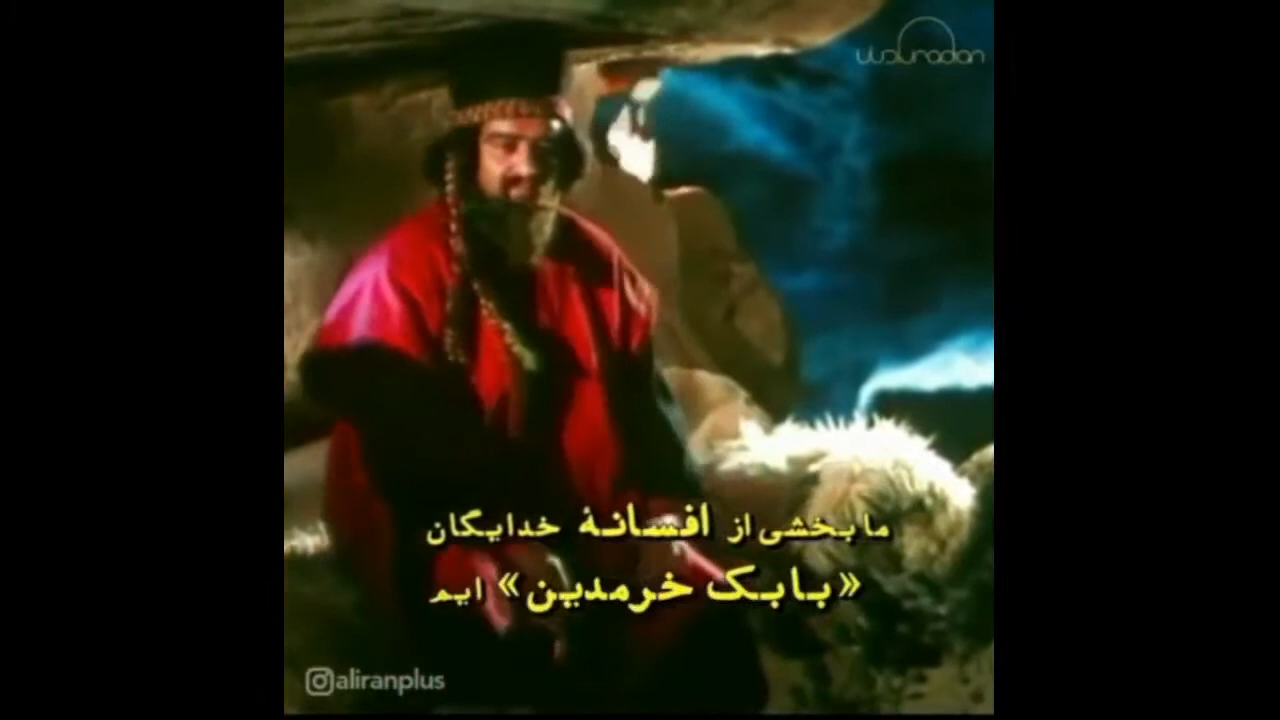 ما بخشی از افسانهٔ خدایگان
«بابک خرمدین» ایم
aliranplus